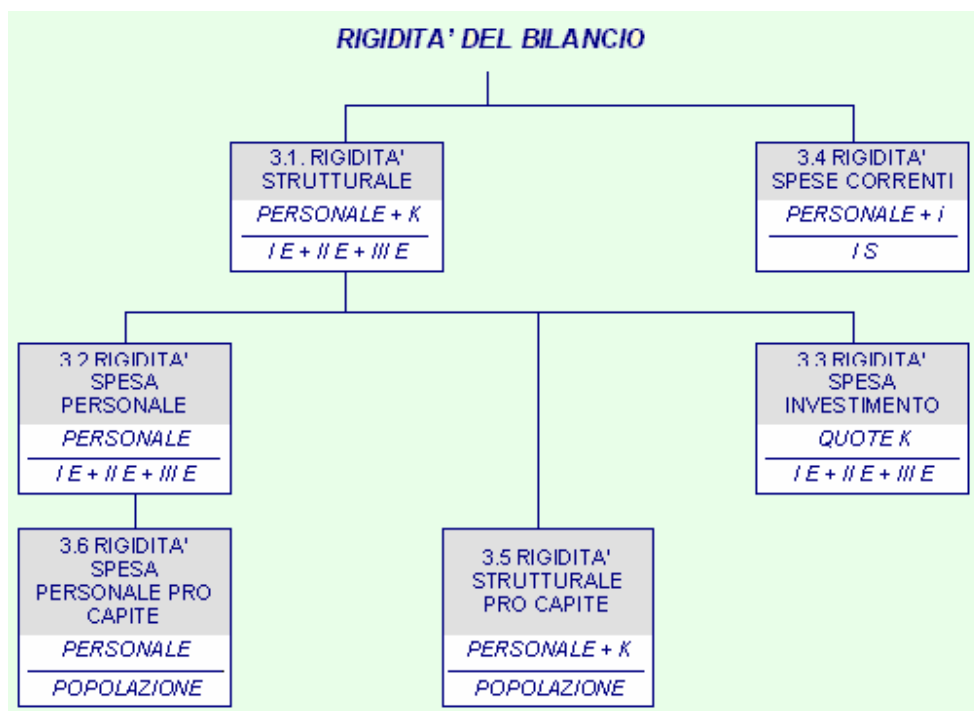 RIGIDITA' DEL BILANCIO
3.1. RIGIDITA'
STRUTTURALE
PERSONALE + K
I E + II E + III E
3.4 RIGIDITA'
SPESE CORRENTI
PERSONALE + i
I S
3.2 RIGIDITA'
SPESA
PERSONALE
PERSONALE
I E + II E + III E
3.3 RIGIDITA'
SPESA
INVESTIMENTO
QUOTE K
I E + II E + III E
3.6 RIGIDITA'
SPESA
PERSONALE PRO
CAPITE
PERSONALE
POPOLAZIONE
3.5 RIGIDITA'
STRUTTURALE
PRO CAPITE
PERSONALE + K
POPOLAZIONE